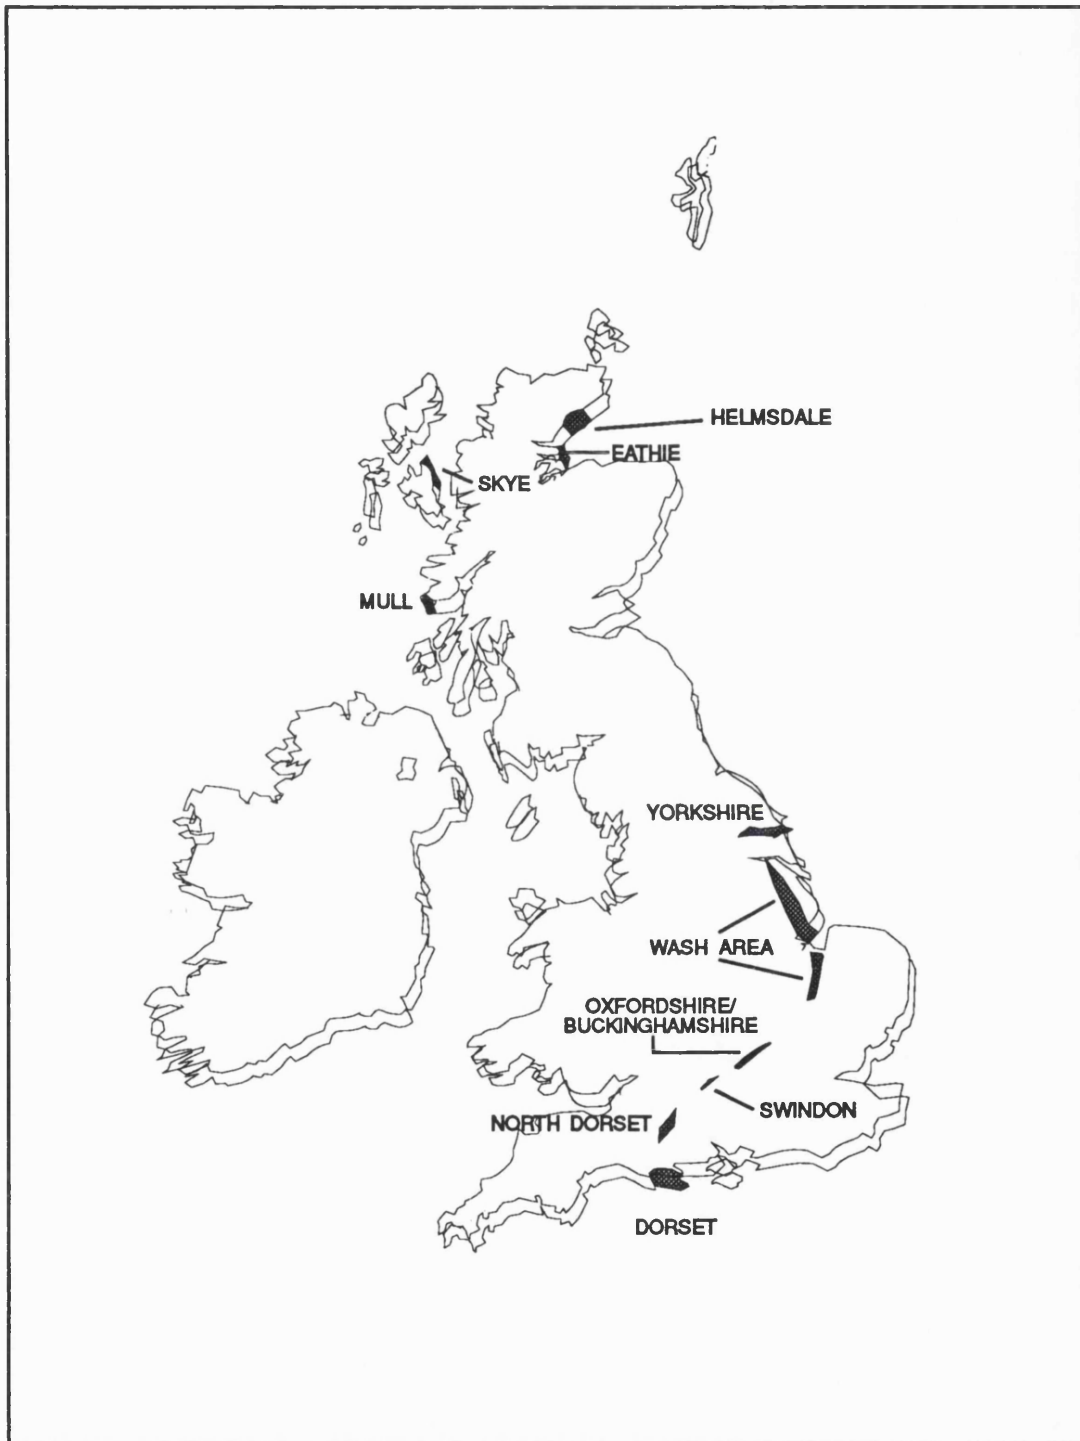 HELMSDALE
EATHIE
SKYE
MULL
YORKSHIRE
WASH AREA
OXFORDSHIRE/
BUCKINGHAMSHIRE
SWINDON
NORTH DORSET
DORSET